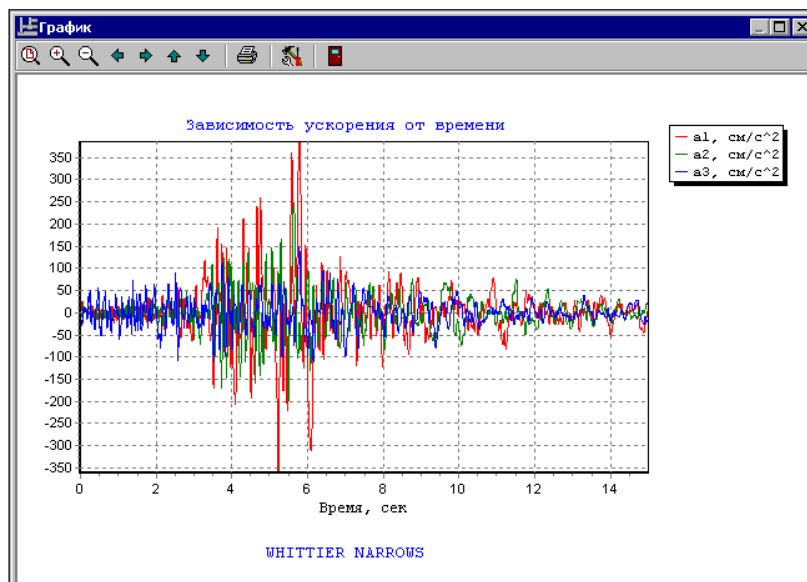 График
Зависимость ускорения от времени
a1, см/с^2
a2, см/с^2
a3, см/с^2
350
300
250
200
150
100
50
0
-50
-100
-150
-200
-250
-300
-350
0 2 4 6 8 10 12 14
Время, сек
WHITTIER NARROWS